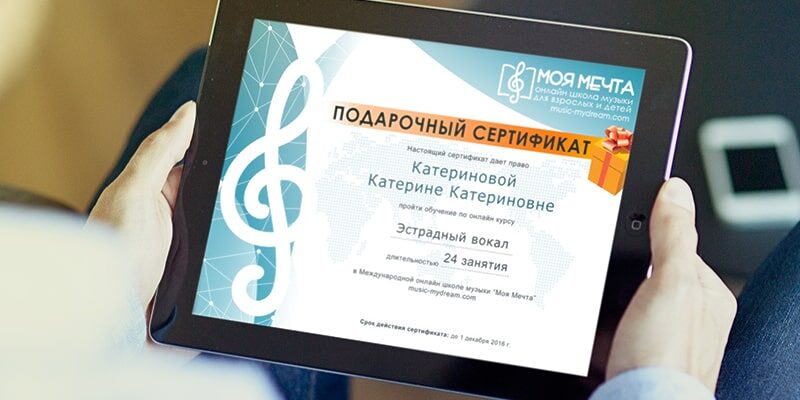 МОЯ МЕЧТА
онлайн школа музыки
для взрослых и детей
music-mydream.com
ПОДАРОЧНЫЙ СЕРТИФИКАТ
Настоящий сертификат дает право
Катериновой
Катерине Катериновне
пройти обучение по онлайн курсу
Эстрадный вокал
длительностью 24 занятия
в Международной онлайн школе музыки "Моя Мечта"
music-mydream.com
Срок действия сертификата: до 1 декабря 2016 г.